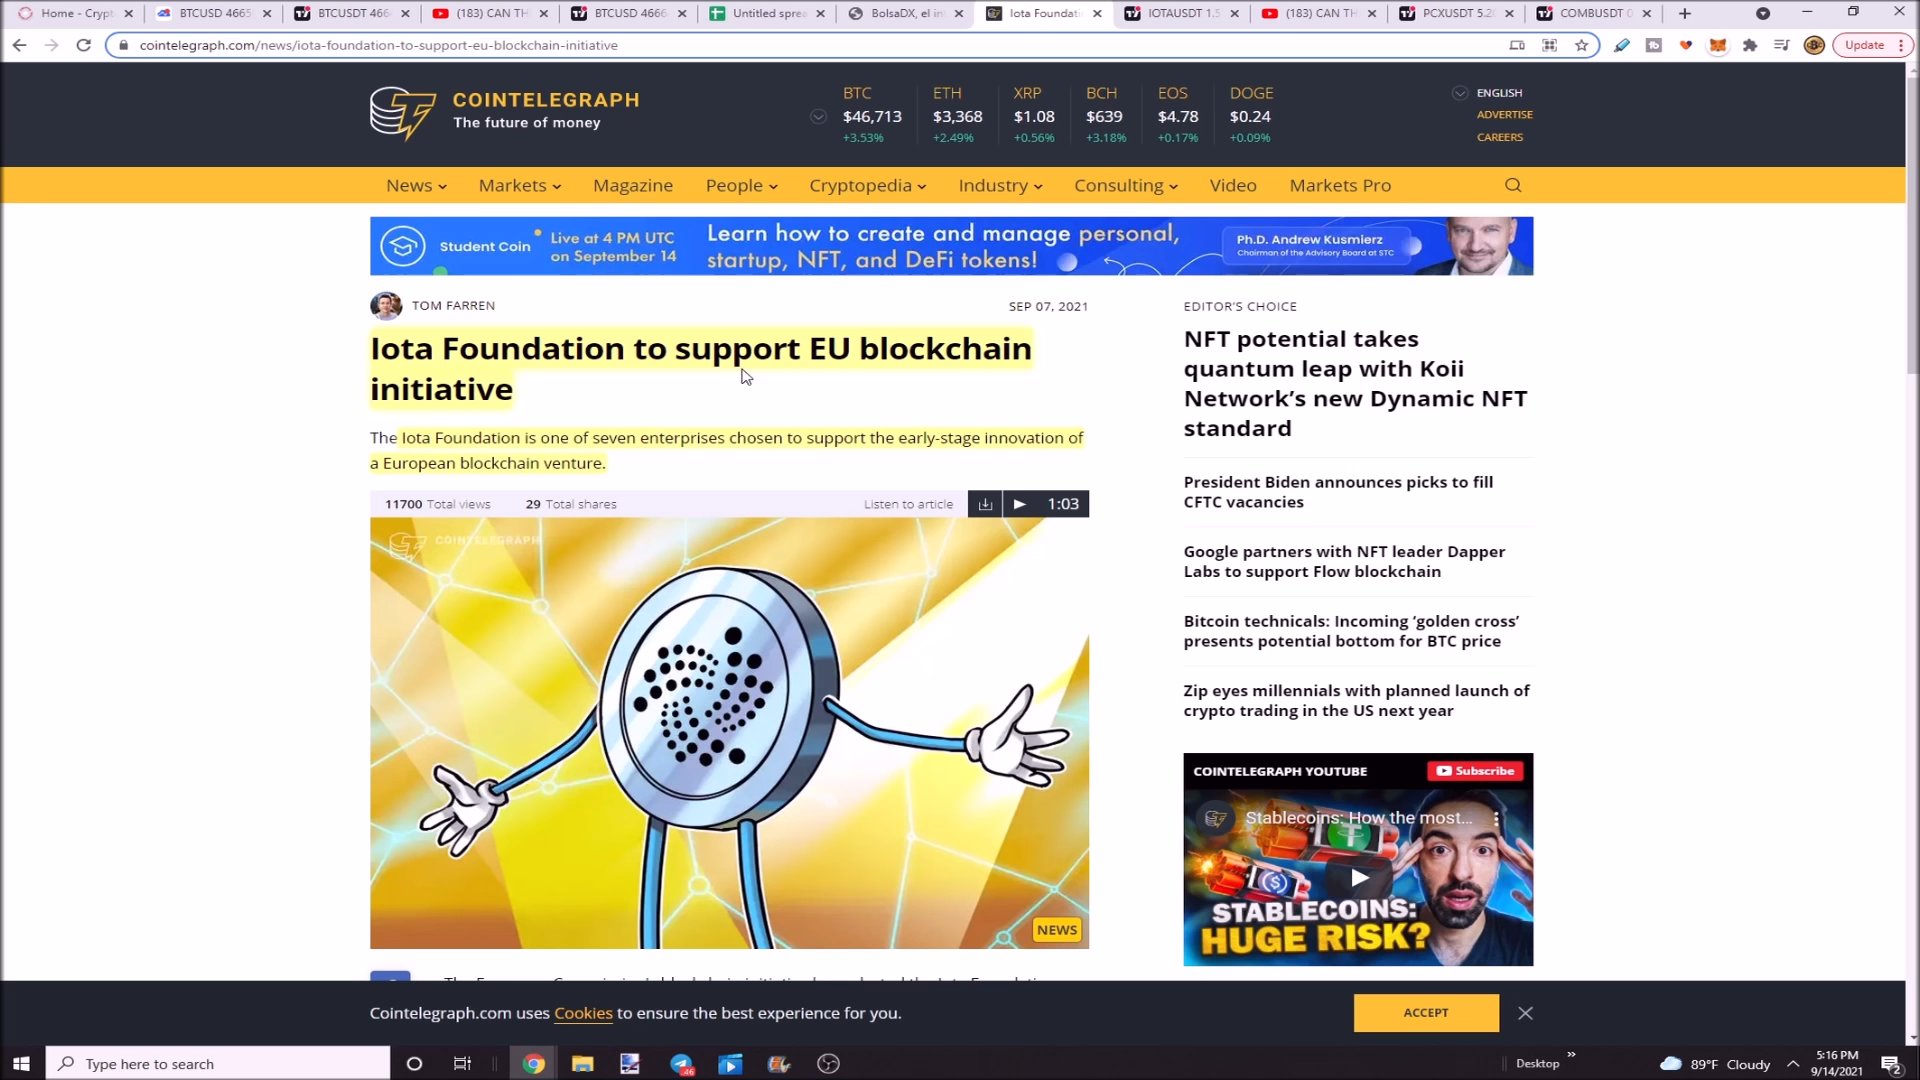 Home - Crypt
BTCUSD 4665
BTCUSDT 466
(183) CAN TH
BTCUSD 4666
Untitled spre
BolsaDX, el in
Iota Foundati
IOTAUSDT 1.5
(183) CAN TH
PCXUSDT 5.20
COMBUSDT 0
cointelegraph.com/news/iota-foundation-to-support-eu-blockchain-initiative
Update
COINTELEGRAPH
The future of money
BTC ETH XRP BCH EOS DOGE
$46,713 $3,368 $1.08 $639 $4.78 $0.24
+3.53% +2.49% +0.56% +3.18% +0.17% +0.09%
ENGLISH
ADVERTISE
CAREERS
News Markets Magazine People Cryptopedia Industry Consulting Video Markets Pro
Student Coin
Live at 4 PM UTC
on September 14
Learn how to create and manage personal,
startup, NFT, and DeFi tokens!
Ph.D. Andrew Kusmierz
Chairman of the Advisory Board at STC
TOM FARREN
SEP 07, 2021
Iota Foundation to support EU blockchain
initiative
The Iota Foundation is one of seven enterprises chosen to support the early-stage innovation of
a European blockchain venture.
11700 Total views
29 Total shares
Listen to article
1:03
COINTELEGRAPH
NEWS
EDITOR'S CHOICE
NFT potential takes
quantum leap with Koii
Network's new Dynamic NFT
standard
President Biden announces picks to fill
CFTC vacancies
Google partners with NFT leader Dapper
Labs to support Flow blockchain
Bitcoin technicals: Incoming 'golden cross'
presents potential bottom for BTC price
Zip eyes millennials with planned launch of
crypto trading in the US next year
COINTELEGRAPH YOUTUBE
Subscribe
Stablecoins: How the most...
STABLECOINS:
HUGE RISK?
Cointelegraph.com uses Cookies to ensure the best experience for you.
ACCEPT
Type here to search
46
Desktop
89°F Cloudy
5:16 PM
9/14/2021
2